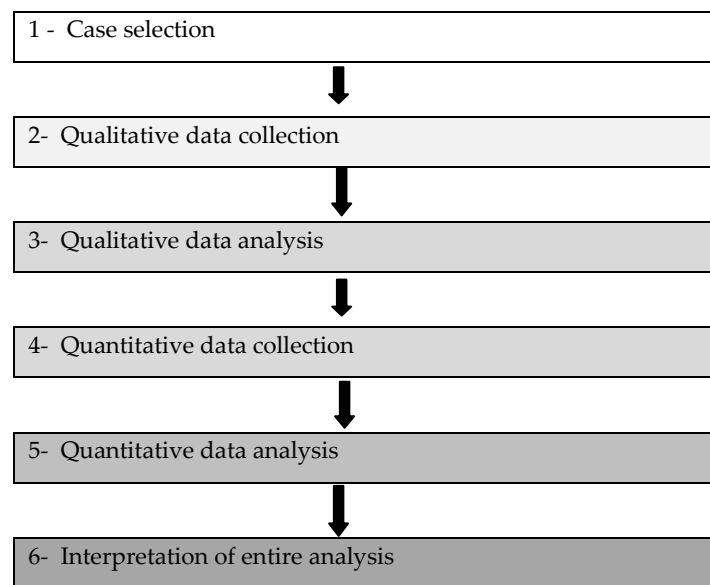 1 - Case selection
2- Qualitative data collection
3- Qualitative data analysis
4- Quantitative data collection
5- Quantitative data analysis
6- Interpretation of entire analysis